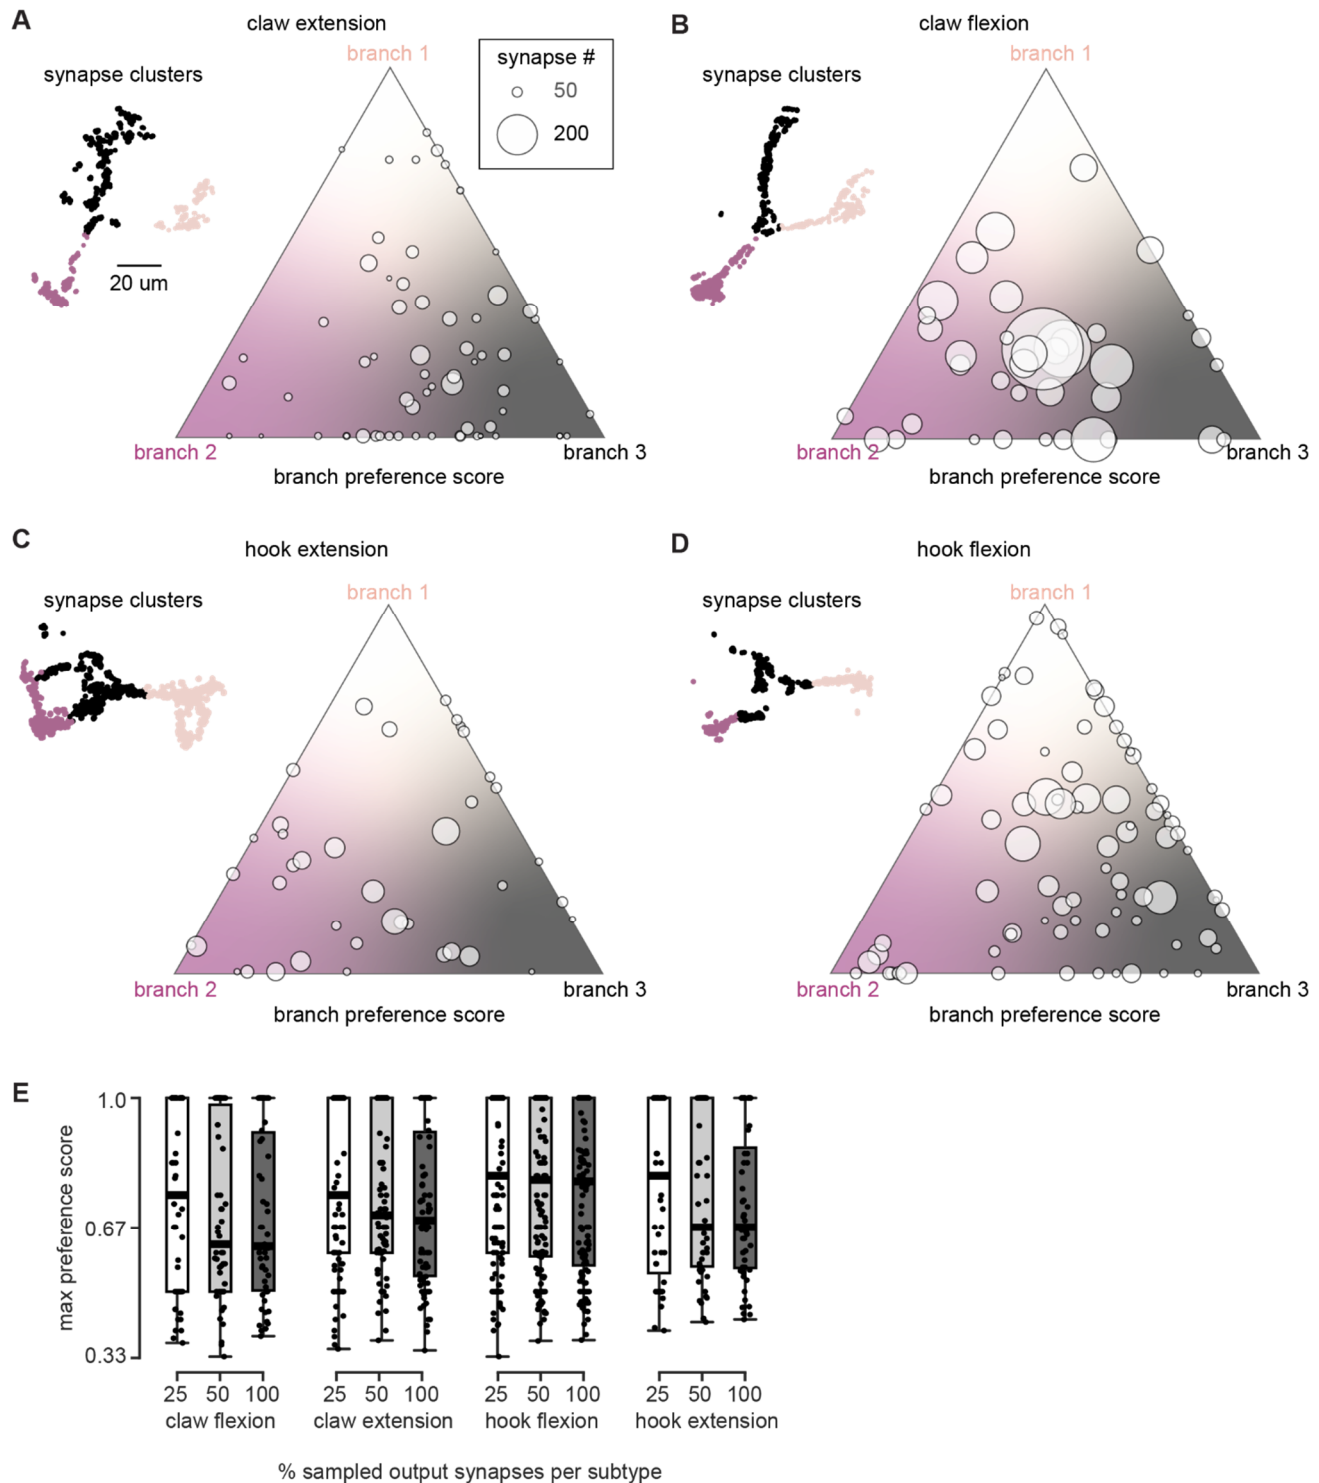 A
claw extension
branch 1
synapse clusters
20 um
synapse #
50
200
branch 2
branch 3
branch preference score
B
claw flexion
branch 1
synapse clusters
branch 2
branch 3
branch preference score
C
hook extension
branch 1
synapse clusters
branch 2
branch 3
branch preference score
D
hook flexion
branch 1
synapse clusters
branch 2
branch 3
branch preference score
E
max preference score
1.0
0.67
0.33
25 50 100
claw flexion
25 50 100
claw extension
25 50 100
hook flexion
25 50 100
hook extension
% sampled output synapses per subtype